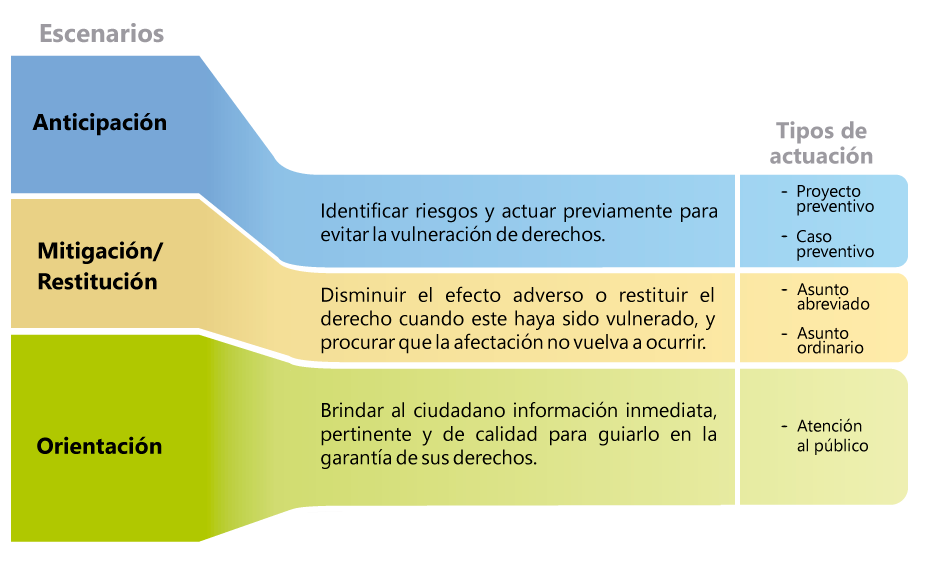 Escenarios
Anticipación
Identificar riesgos y actuar previamente para
evitar la vulneración de derechos.
Tipos de
actuación
- Proyecto
preventivo
- Caso
preventivo
Mitigación/
Restitución
Disminuir el efecto adverso o restituir el
derecho cuando este haya sido vulnerado, y
procurar que la afectación no vuelva a ocurrir.
- Asunto
abreviado
- Asunto
ordinario
Orientación
Brindar al ciudadano información inmediata,
pertinente y de calidad para guiarlo en la
garantía de sus derechos.
- Atención
al público